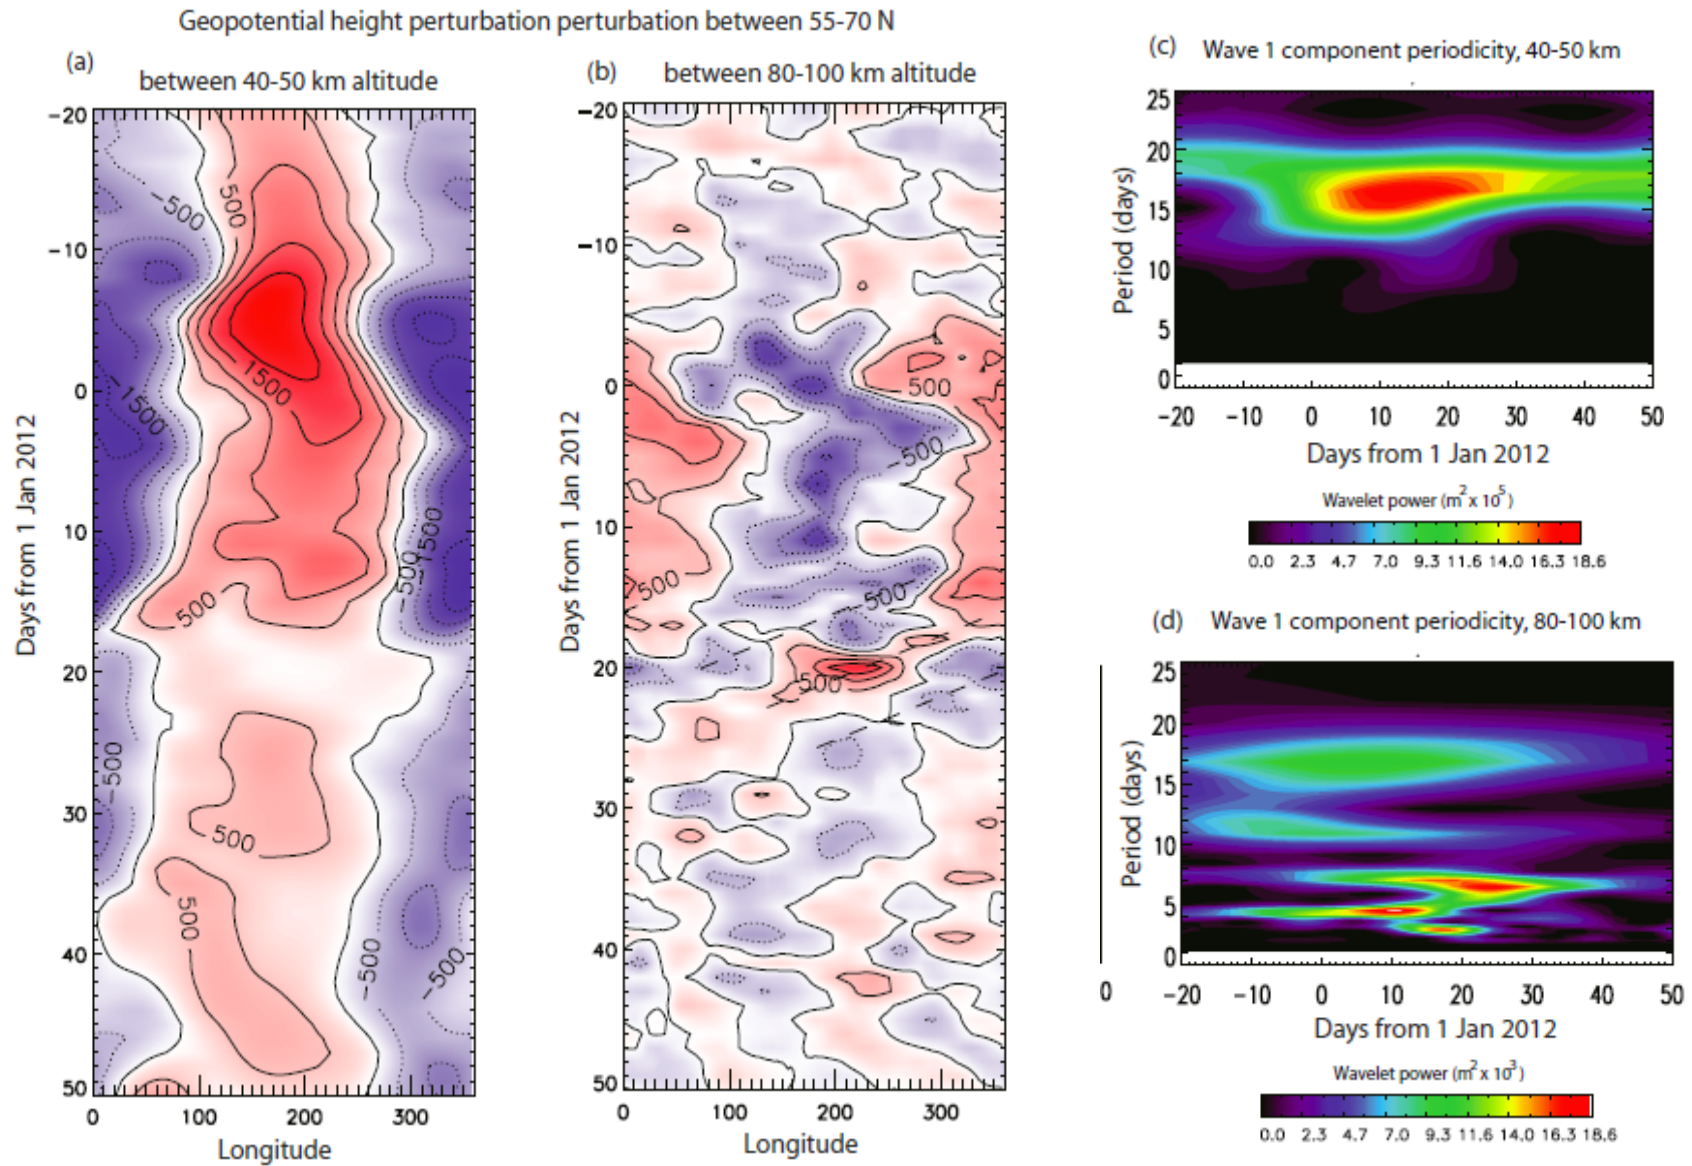 Geopotential height perturbation perturbation between 55-70 N
(a)
between 40-50 km altitude
-20
-10
0
10
20
30
40
50
0 100 200 300
Days from 1 Jan 2012
Longitude
500
-500
1500
-1500
500
-500
-1500
-500
500
500
-500
-500
(b)
between 80-100 km altitude
-20
-10
0
10
20
30
40
50
0 100 200 300
Days from 1 Jan 2012
Longitude
500
-500
500
-500
500
(c) Wave 1 component periodicity, 40-50 km
25
20
15
10
5
0
Period (days)
-20 -10 0 10 20 30 40 50
Days from 1 Jan 2012
Wavelet power (m2 x 105)
0.0 2.3 4.7 7.0 9.3 11.6 14.0 16.3 18.6
(d) Wave 1 component periodicity, 80-100 km
25
20
15
10
5
0
Period (days)
0
-20 -10 0 10 20 30 40 50
Days from 1 Jan 2012
Wavelet power (m2 x 103)
0.0 2.3 4.7 7.0 9.3 11.6 14.0 16.3 18.6